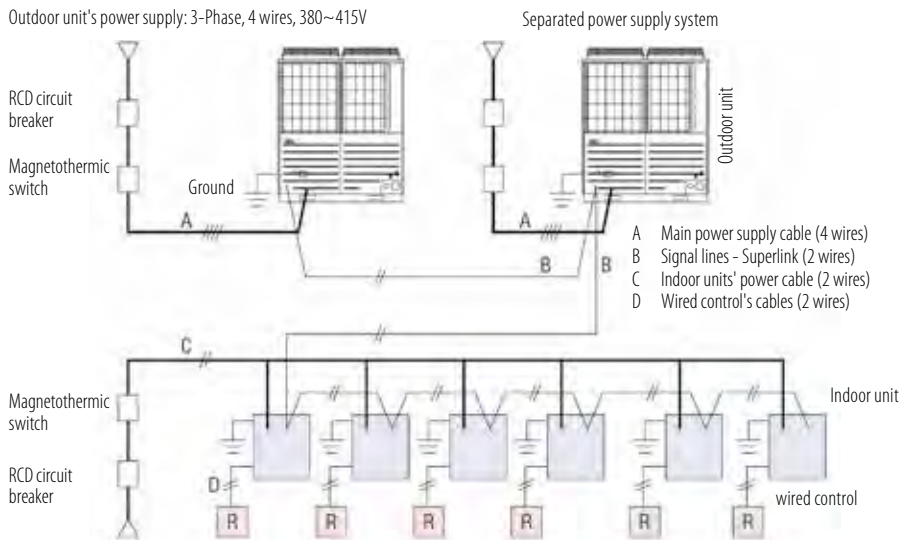 Outdoor unit's power supply: 3-Phase, 4 wires, 380~415V
Separated power supply system
RCD circuit
breaker
Magnetothermic
switch
Ground
Outdoor unit
A
A
B
B
A Main power supply cable (4 wires)
B Signal lines - Superlink (2 wires)
C Indoor units' power cable (2 wires)
D Wired control's cables (2 wires)
C
Magnetothermic
switch
Indoor unit
RCD circuit
breaker
D
wired control
R
R
R
R
R
R